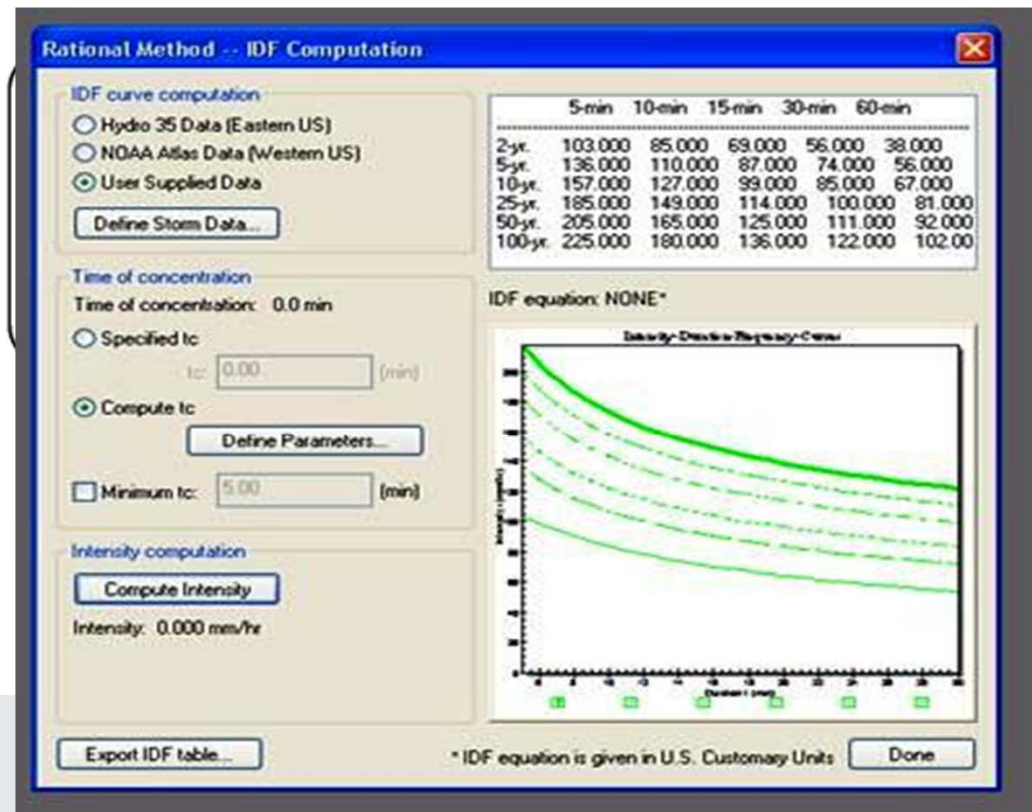 Rational Method -- IDF Computation
IDF curve computation
Hydro 35 Data (Eastern US)
NOAA Atlas Data (Western US)
User Supplied Data
Define Storm Data...
Time of concentration
Time of concentration: 0.0 min
Specified tc
tc: 0.00 (min)
Compute tc
Define Parameters...
Minimum tc: 5.00 (min)
Intensity computation
Compute Intensity
Intensity: 0.000 mm/hr
Export IDF table...
5-min 10-min 15-min 30-min 60-min
2-yr. 103.000 85.000 69.000 56.000 38.000
5-yr. 136.000 110.000 87.000 74.000 56.000
10-yr. 157.000 127.000 99.000 85.000 67.000
25-yr. 185.000 149.000 114.000 100.000 81.000
50-yr. 205.000 165.000 125.000 111.000 92.000
100-yr. 225.000 180.000 136.000 122.000 102.00
IDF equation: NONE*
Intensity-Duration-Frequency-Curves
* IDF equation is given in U.S. Customary Units
Done